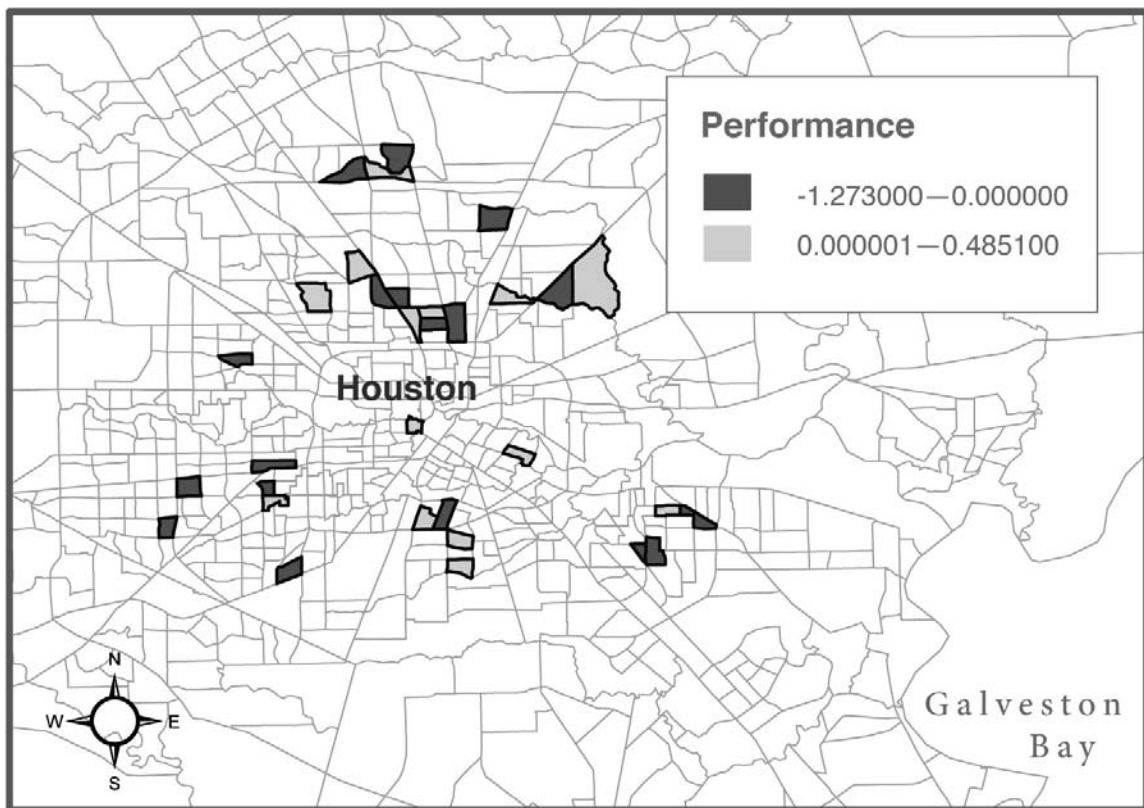 Performance
-1.273000—0.000000
0.000001—0.485100
Houston
N
W E
S
Galveston
Bay